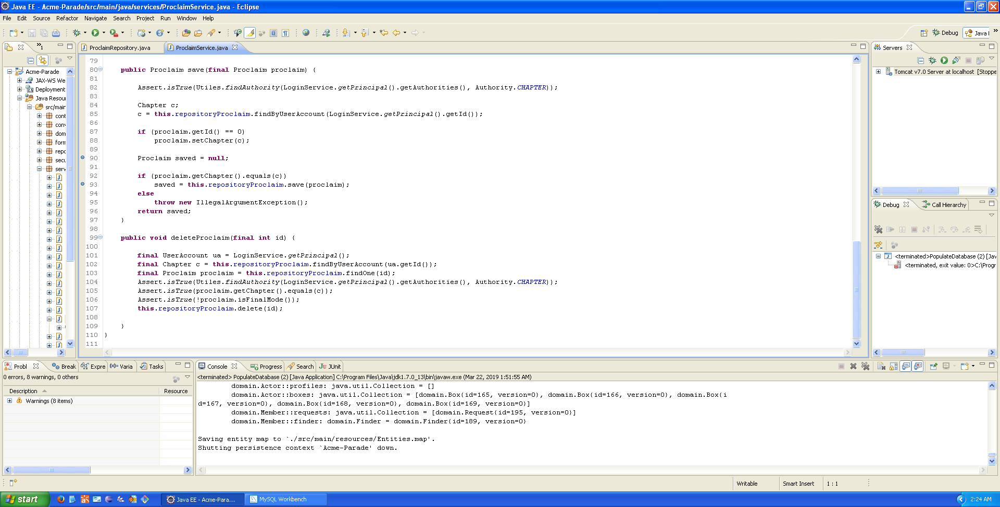 Java EE - Acme-Parade/src/main/java/services/ProclaimService.java - Eclipse
File Edit Source Refactor Navigate Search Project Run Window Help
Debug
Java
ProclaimRepository.java
ProclaimService.java
Acme-Parade
JAX-WS We
Deployment
Java Resour
src/main
cont
conv
dom
form
repo
secu
serv
79
80 public Proclaim save(final Proclaim proclaim) {
81
82 Assert.isTrue(Utiles.findAuthority(LoginService.getPrincipal().getAuthorities(), Authority.CHAPTER));
83
84 Chapter c;
85 c = this.repositoryProclaim.findByUserAccount(LoginService.getPrincipal().getId());
86
87 if (proclaim.getId() == 0)
88 proclaim.setChapter(c);
89
90 Proclaim saved = null;
91
92 if (proclaim.getChapter().equals(c))
93 saved = this.repositoryProclaim.save(proclaim);
94 else
95 throw new IllegalArgumentException();
96 return saved;
97 }
98
99 public void deleteProclaim(final int id) {
100
101 final UserAccount ua = LoginService.getPrincipal();
102 final Chapter c = this.repositoryProclaim.findByUserAccount(ua.getId());
103 final Proclaim proclaim = this.repositoryProclaim.findOne(id);
104 Assert.isTrue(Utiles.findAuthority(LoginService.getPrincipal().getAuthorities(), Authority.CHAPTER));
105 Assert.isTrue(proclaim.getChapter().equals(c));
106 Assert.isTrue(!proclaim.isFinalMode());
107 this.repositoryProclaim.delete(id);
108
109 }
110 }
111
Servers
Tomcat v7.0 Server at localhost [Stoppe
Debug
Call Hierarchy
<terminated>PopulateDatabase (2) [Jav
<terminated, exit value: 0>C:\Progr
Probl
Break
Expre
Varia
Tasks
0 errors, 8 warnings, 0 others
Description
Resource
Warnings (8 items)
Console
Progress
Search
JUnit
<terminated> PopulateDatabase (2) [Java Application] C:\Program Files\Java\jdk1.7.0_13\bin\javaw.exe (Mar 22, 2019 1:51:55 AM)
domain.Actor::profiles: java.util.Collection = []
domain.Actor::boxes: java.util.Collection = [domain.Box{id=165, version=0}, domain.Box{id=166, version=0}, domain.Box{i
d=167, version=0}, domain.Box{id=168, version=0}, domain.Box{id=169, version=0}]
domain.Member::requests: java.util.Collection = [domain.Request{id=195, version=0}]
domain.Member::finder: domain.Finder = domain.Finder{id=189, version=0}
Saving entity map to `./src/main/resources/Entities.map'.
Shutting persistence context `Acme-Parade' down.
Writable
Smart Insert
1 : 1
start
Java EE - Acme-Para...
MySQL Workbench
2:24 AM